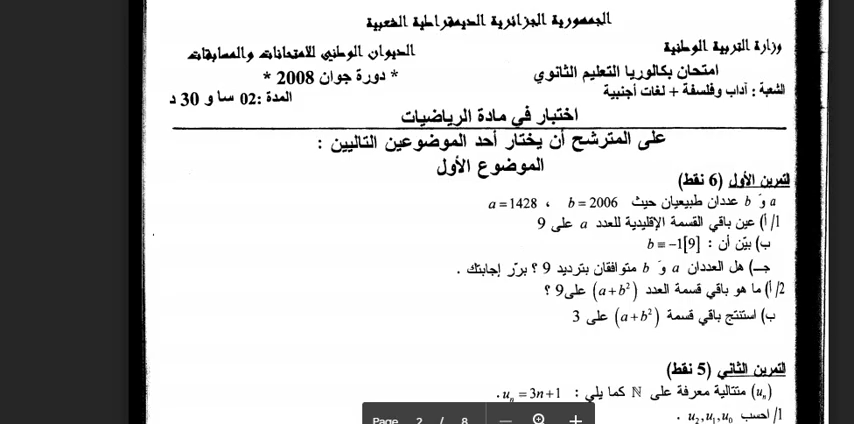 الجمهورية الجزائرية الديمقراطية الشعبية
وزارة التربية الوطنية الديوان الوطني للامتحانات والمسابقات
امتحان بكالوريا التعليم الثانوي * دورة جوان 2008 *
الشعبة : آداب وفلسفة + لغات أجنبية المدة :02 سا و 30 د
اختبار في مادة الرياضيات
على المترشح أن يختار أحد الموضوعين التاليين :
الموضوع الأول
التمرين الأول (6 نقط)
a و b عددان طبيعيان حيث b = 2006 ، a = 1428
1/ أ) عين باقي القسمة الإقليدية للعدد a على 9
ب) بيّن أن : b ≡ −1[9]
جـ) هل العددان a و b متوافقان بترديد 9 ؟ برّر إجابتك .
2/ أ) ما هو باقي قسمة العدد (a+b²) على 9 ؟
ب) استنتج باقي قسمة (a+b²) على 3
التمرين الثاني (5 نقط)
(uₙ) متتالية معرفة على ℕ كما يلي : uₙ = 3n+1 .
1/ احسب u₂,u₁,u₀ .
Page 2 / 8